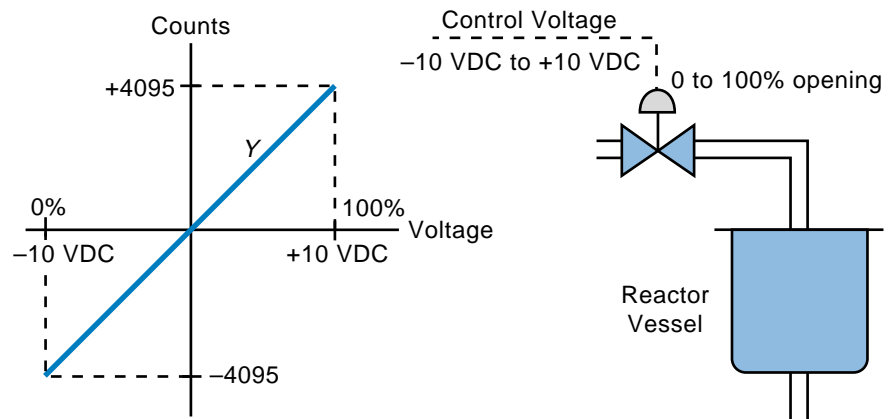 Counts
+4095
Y
0%
100%
Voltage
–10 VDC
+10 VDC
–4095
Control Voltage
–10 VDC to +10 VDC
0 to 100% opening
Reactor
Vessel